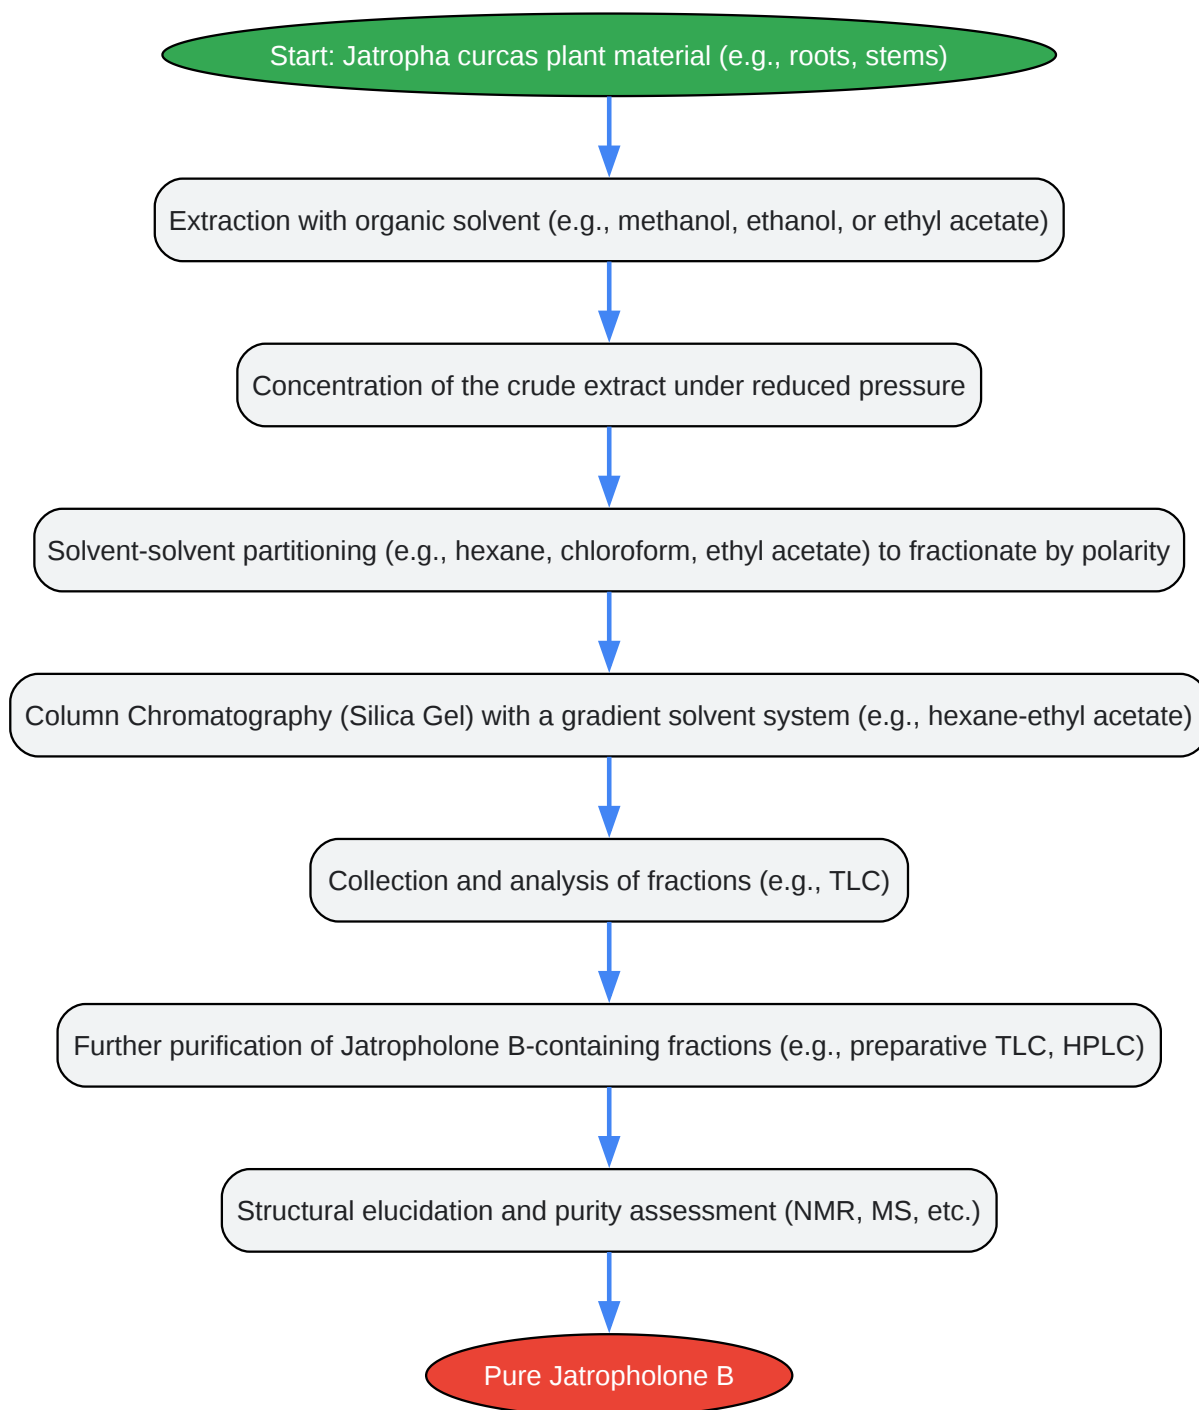 Start: Jatropha curcas plant material (e.g., roots, stems)
Extraction with organic solvent (e.g., methanol, ethanol, or ethyl acetate)
Concentration of the crude extract under reduced pressure
Solvent-solvent partitioning (e.g., hexane, chloroform, ethyl acetate) to fractionate by polarity
Column Chromatography (Silica Gel) with a gradient solvent system (e.g., hexane-ethyl acetate)
Collection and analysis of fractions (e.g., TLC)
Further purification of Jatropholone B-containing fractions (e.g., preparative TLC, HPLC)
Structural elucidation and purity assessment (NMR, MS, etc.)
Pure Jatropholone B